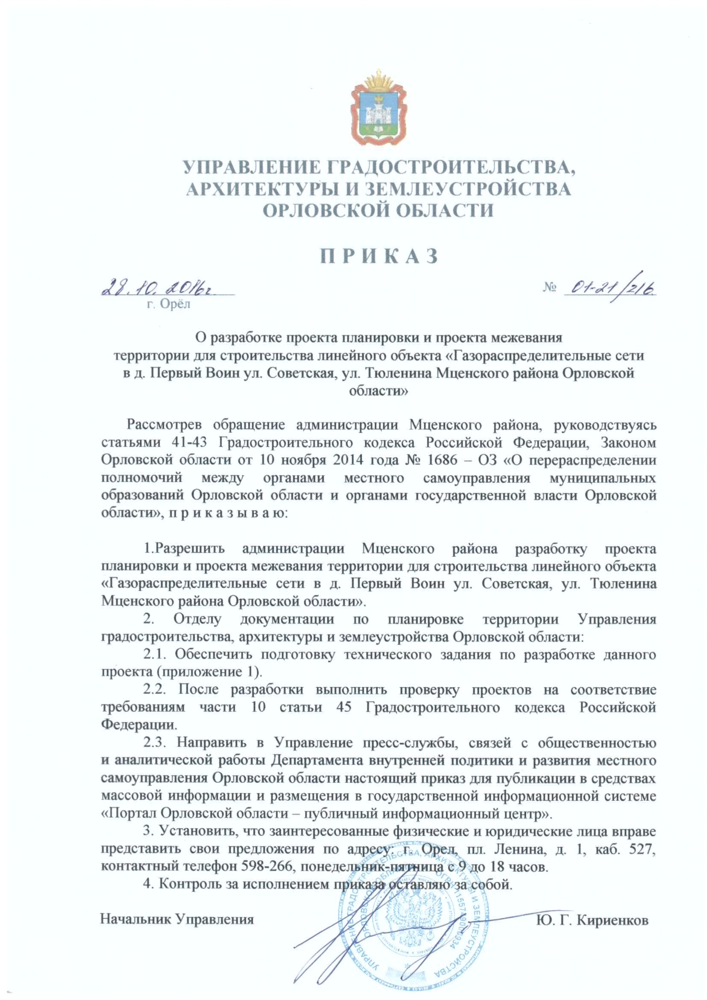 УПРАВЛЕНИЕ ГРАДОСТРОИТЕЛЬСТВА,
АРХИТЕКТУРЫ И ЗЕМЛЕУСТРОЙСТВА
ОРЛОВСКОЙ ОБЛАСТИ
П Р И К А З
28.10.2016г. № 01-21/216
г. Орёл
О разработке проекта планировки и проекта межевания
территории для строительства линейного объекта «Газораспределительные сети
в д. Первый Воин ул. Советская, ул. Тюленина Мценского района Орловской
области»
Рассмотрев обращение администрации Мценского района, руководствуясь
статьями 41-43 Градостроительного кодекса Российской Федерации, Законом
Орловской области от 10 ноября 2014 года № 1686 – ОЗ «О перераспределении
полномочий между органами местного самоуправления муниципальных
образований Орловской области и органами государственной власти Орловской
области», п р и к а з ы в а ю:
1.Разрешить администрации Мценского района разработку проекта
планировки и проекта межевания территории для строительства линейного объекта
«Газораспределительные сети в д. Первый Воин ул. Советская, ул. Тюленина
Мценского района Орловской области».
2. Отделу документации по планировке территории Управления
градостроительства, архитектуры и землеустройства Орловской области:
2.1. Обеспечить подготовку технического задания по разработке данного
проекта (приложение 1).
2.2. После разработки выполнить проверку проектов на соответствие
требованиям части 10 статьи 45 Градостроительного кодекса Российской
Федерации.
2.3. Направить в Управление пресс-службы, связей с общественностью
и аналитической работы Департамента внутренней политики и развития местного
самоуправления Орловской области настоящий приказ для публикации в средствах
массовой информации и размещения в государственной информационной системе
«Портал Орловской области – публичный информационный центр».
3. Установить, что заинтересованные физические и юридические лица вправе
представить свои предложения по адресу: г. Орел, пл. Ленина, д. 1, каб. 527,
контактный телефон 598-266, понедельник-пятница с 9 до 18 часов.
4. Контроль за исполнением приказа оставляю за собой.
Начальник Управления Ю. Г. Кириенков
УПРАВЛЕНИЕ ГРАДОСТРОИТЕЛЬСТВА, АРХИТЕКТУРЫ И ЗЕМЛЕУСТРОЙСТВА
ОРЛОВСКОЙ ОБЛАСТИ